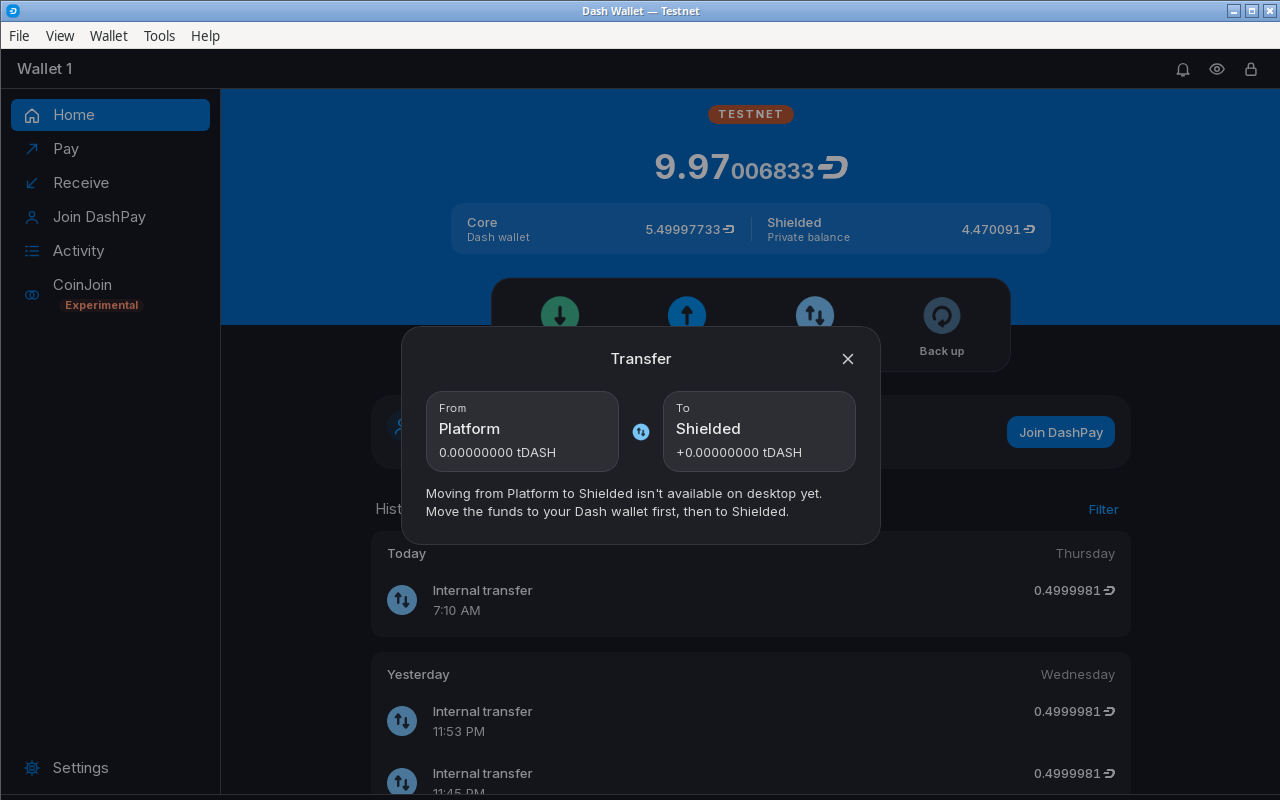 Dash Wallet — Testnet
File View Wallet Tools Help
Wallet 1
Home
Pay
Receive
Join DashPay
Activity
CoinJoin
Experimental
Settings
TESTNET
9.97006833
Core
Dash wallet
5.49997733
Shielded
Private balance
4.470091
Back up
Transfer
From
Platform
0.00000000 tDASH
To
Shielded
+0.00000000 tDASH
Moving from Platform to Shielded isn't available on desktop yet.
Move the funds to your Dash wallet first, then to Shielded.
Join DashPay
Filter
Today
Thursday
Internal transfer
0.4999981
7:10 AM
Yesterday
Wednesday
Internal transfer
0.4999981
11:53 PM
Internal transfer
0.4999981
11:45 PM